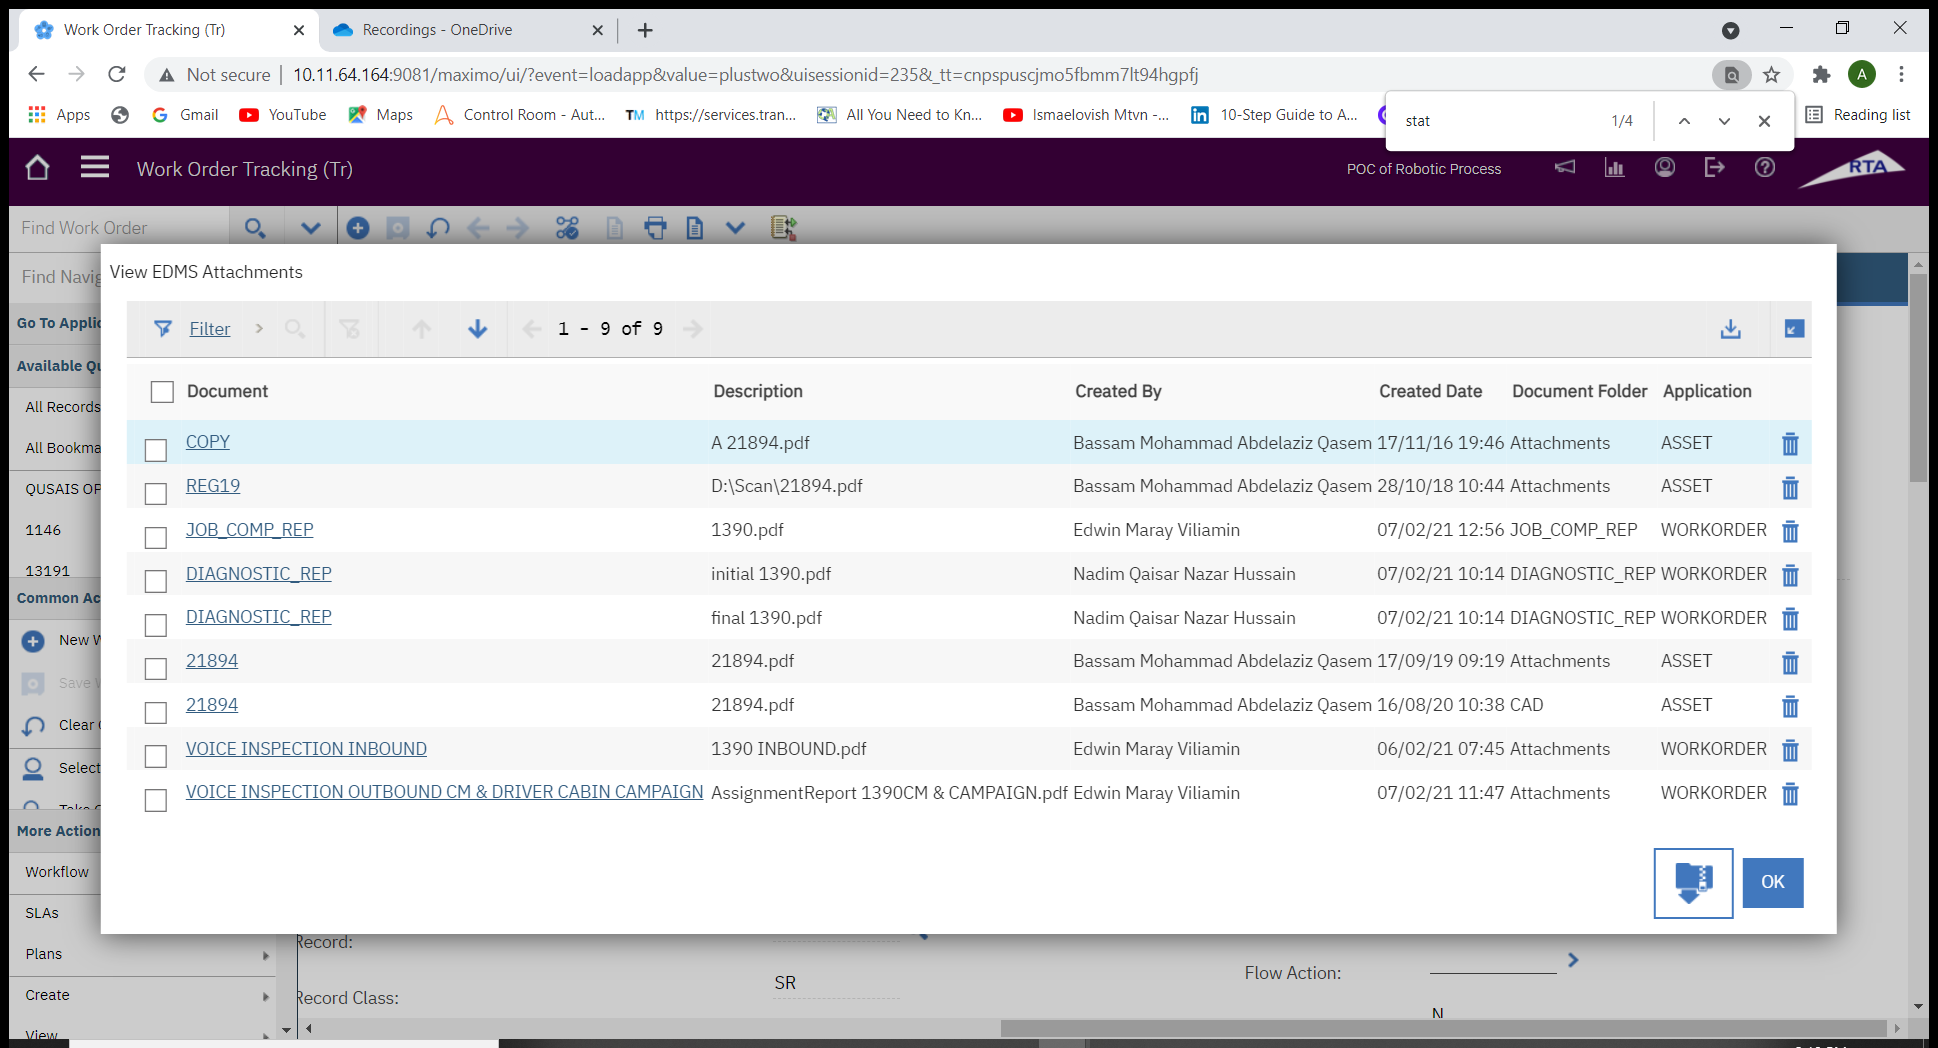 Work Order Tracking (Tr)
Recordings - OneDrive
Not secure
10.11.64.164:9081/maximo/ui/?event=loadapp&value=plustwo&uisessionid=235&_tt=cnpspuscjmo5fbmm7lt94hgpfj
A
Apps
Gmail
YouTube
Maps
Control Room - Aut...
TM https://services.tran...
All You Need to Kn...
Ismaelovish Mtvn -...
10-Step Guide to A...
Reading list
stat
1/4
Work Order Tracking (Tr)
POC of Robotic Process
RTA
Find Work Order
Find Navig
Go To Applic
Available Qu
All Records
All Bookma
QUSAIS OP
1146
13191
Common Ac
New W
Save W
Clear
Select
More Action
Workflow
SLAs
Plans
Create
View
View EDMS Attachments
Filter
1 - 9 of 9
Document Description Created By Created Date Document Folder Application
COPY A 21894.pdf Bassam Mohammad Abdelaziz Qasem 17/11/16 19:46 Attachments ASSET
REG19 D:\Scan\21894.pdf Bassam Mohammad Abdelaziz Qasem 28/10/18 10:44 Attachments ASSET
JOB_COMP_REP 1390.pdf Edwin Maray Viliamin 07/02/21 12:56 JOB_COMP_REP WORKORDER
DIAGNOSTIC_REP initial 1390.pdf Nadim Qaisar Nazar Hussain 07/02/21 10:14 DIAGNOSTIC_REP WORKORDER
DIAGNOSTIC_REP final 1390.pdf Nadim Qaisar Nazar Hussain 07/02/21 10:14 DIAGNOSTIC_REP WORKORDER
21894 21894.pdf Bassam Mohammad Abdelaziz Qasem 17/09/19 09:19 Attachments ASSET
21894 21894.pdf Bassam Mohammad Abdelaziz Qasem 16/08/20 10:38 CAD ASSET
VOICE INSPECTION INBOUND 1390 INBOUND.pdf Edwin Maray Viliamin 06/02/21 07:45 Attachments WORKORDER
VOICE INSPECTION OUTBOUND CM & DRIVER CABIN CAMPAIGN AssignmentReport 1390CM & CAMPAIGN.pdf Edwin Maray Viliamin 07/02/21 11:47 Attachments WORKORDER
OK
Record:
SR
Record Class:
Flow Action:
N